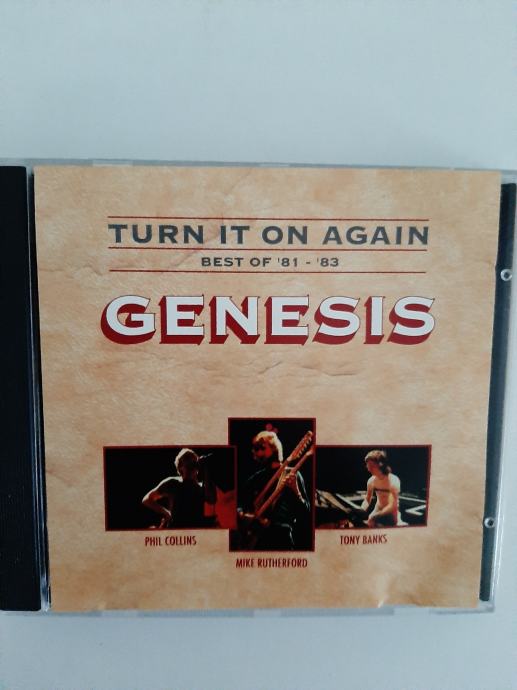 TURN IT ON AGAIN
BEST OF '81 - '83
GENESIS
PHIL COLLINS
MIKE RUTHERFORD
TONY BANKS